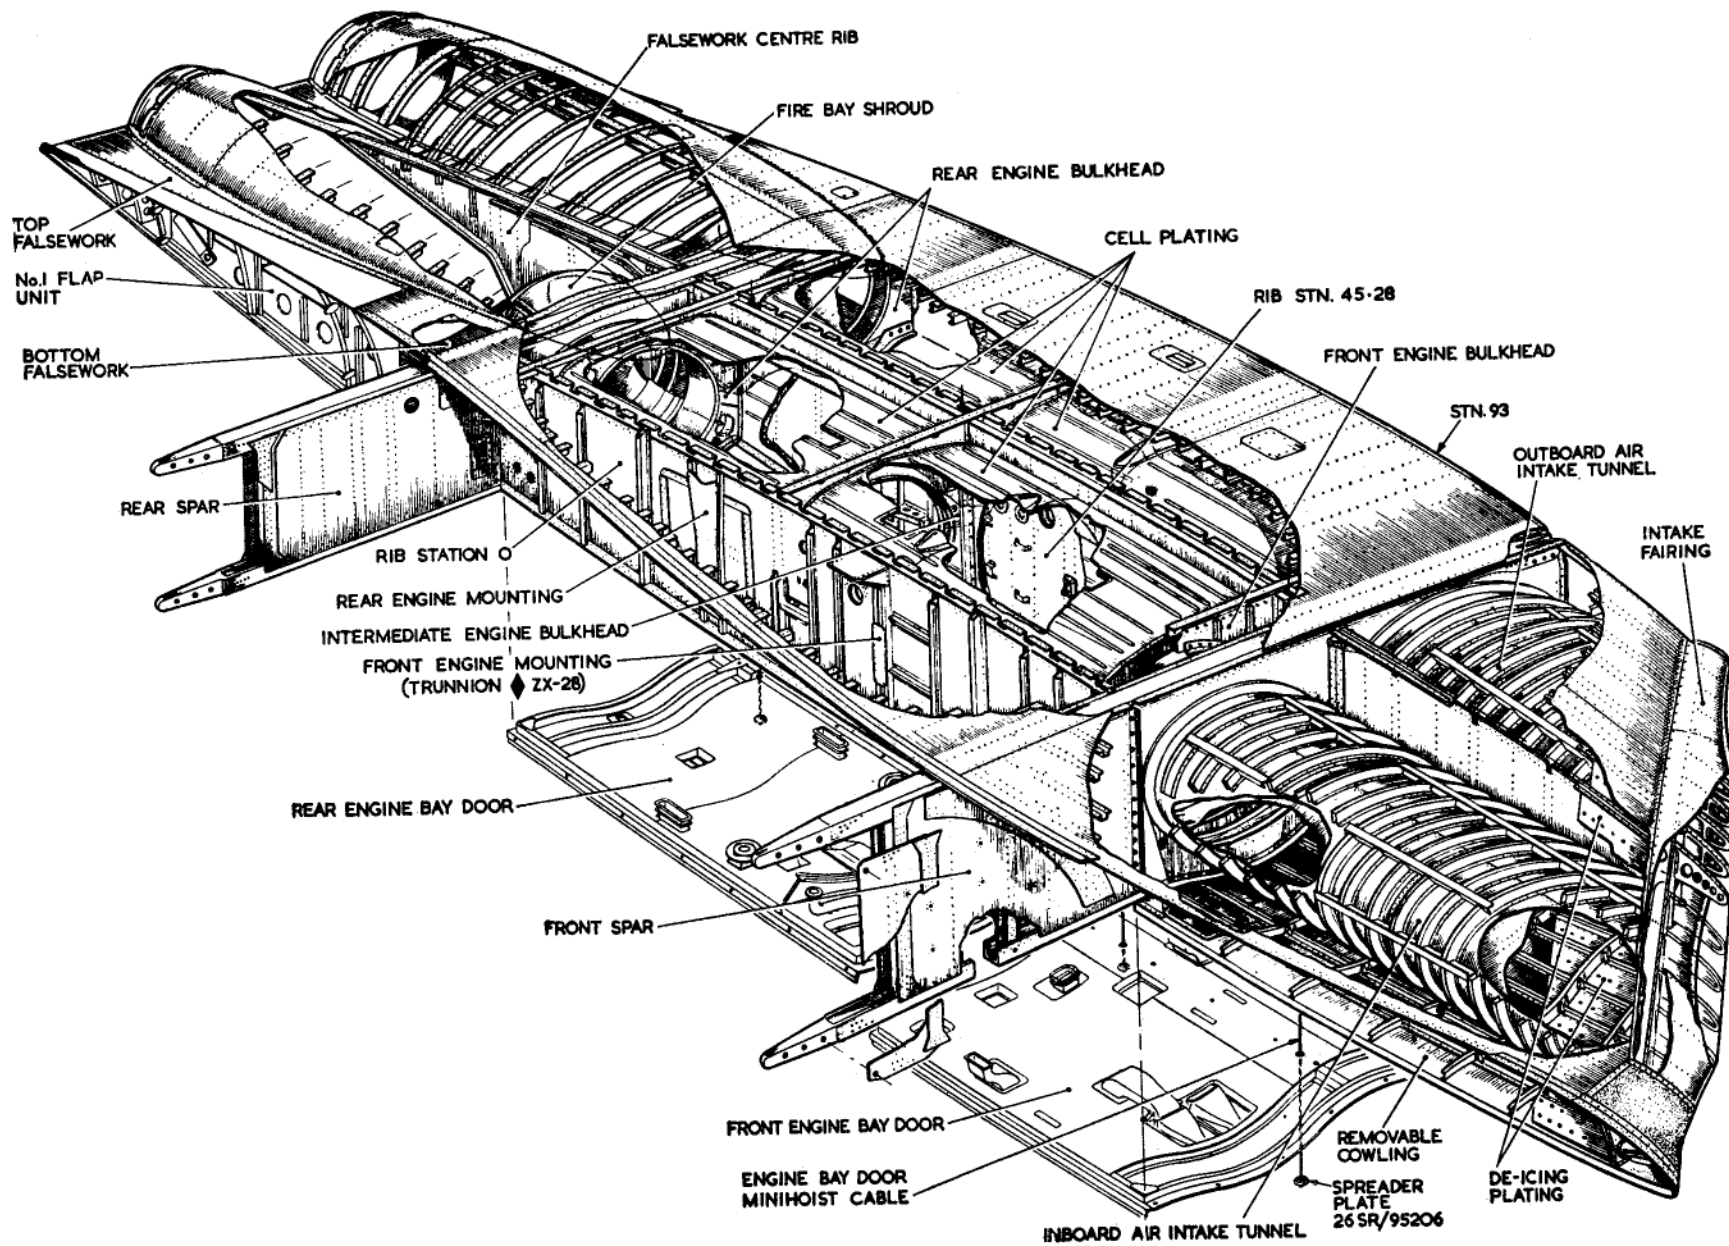 FALSEWORK CENTRE RIB
FIRE BAY SHROUD
REAR ENGINE BULKHEAD
CELL PLATING
RIB STN. 45·28
FRONT ENGINE BULKHEAD
STN. 93
OUTBOARD AIR
INTAKE TUNNEL
INTAKE
FAIRING
TOP
FALSEWORK
No.1 FLAP
UNIT
BOTTOM
FALSEWORK
REAR SPAR
RIB STATION O
REAR ENGINE MOUNTING
INTERMEDIATE ENGINE BULKHEAD
FRONT ENGINE MOUNTING
(TRUNNION ♦ ZX-28)
REAR ENGINE BAY DOOR
FRONT SPAR
FRONT ENGINE BAY DOOR
ENGINE BAY DOOR
MINIHOIST CABLE
INBOARD AIR INTAKE TUNNEL
SPREADER
PLATE
26 SR/95206
REMOVABLE
COWLING
DE-ICING
PLATING